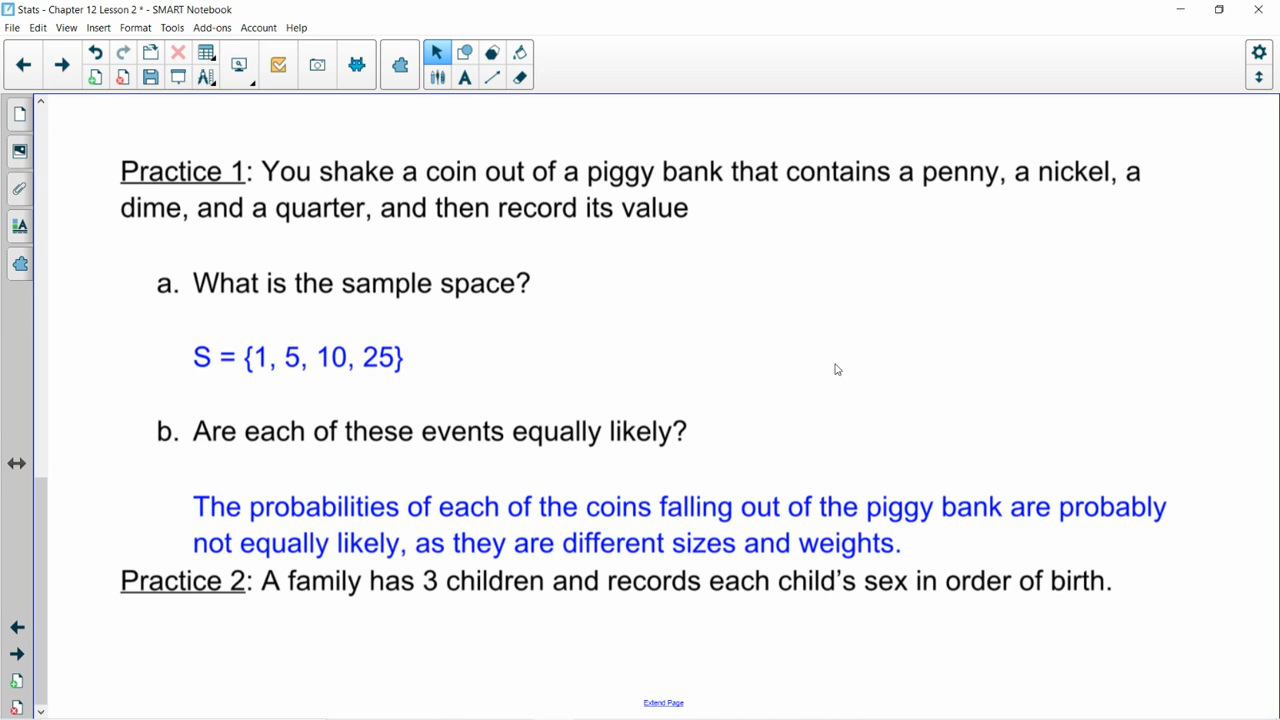 Stats - Chapter 12 Lesson 2 * - SMART Notebook
File Edit View Insert Format Tools Add-ons Account Help
Practice 1: You shake a coin out of a piggy bank that contains a penny, a nickel, a
dime, and a quarter, and then record its value
a. What is the sample space?
S = {1, 5, 10, 25}
b. Are each of these events equally likely?
The probabilities of each of the coins falling out of the piggy bank are probably
not equally likely, as they are different sizes and weights.
Practice 2: A family has 3 children and records each child's sex in order of birth.
Extend Page